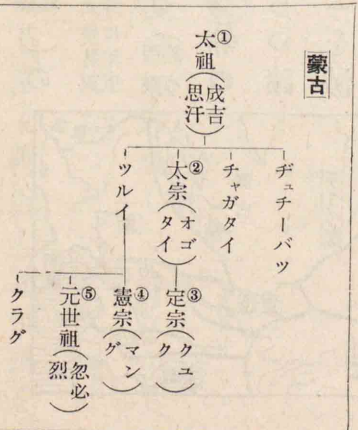 蒙古
①太祖(成吉思汗)
ヂュチーバツ
チャガタイ
②太宗(オゴタイ)
③定宗(クユク)
ツルイ
④憲宗(マング)
⑤元世祖(忽必烈)
クラグ